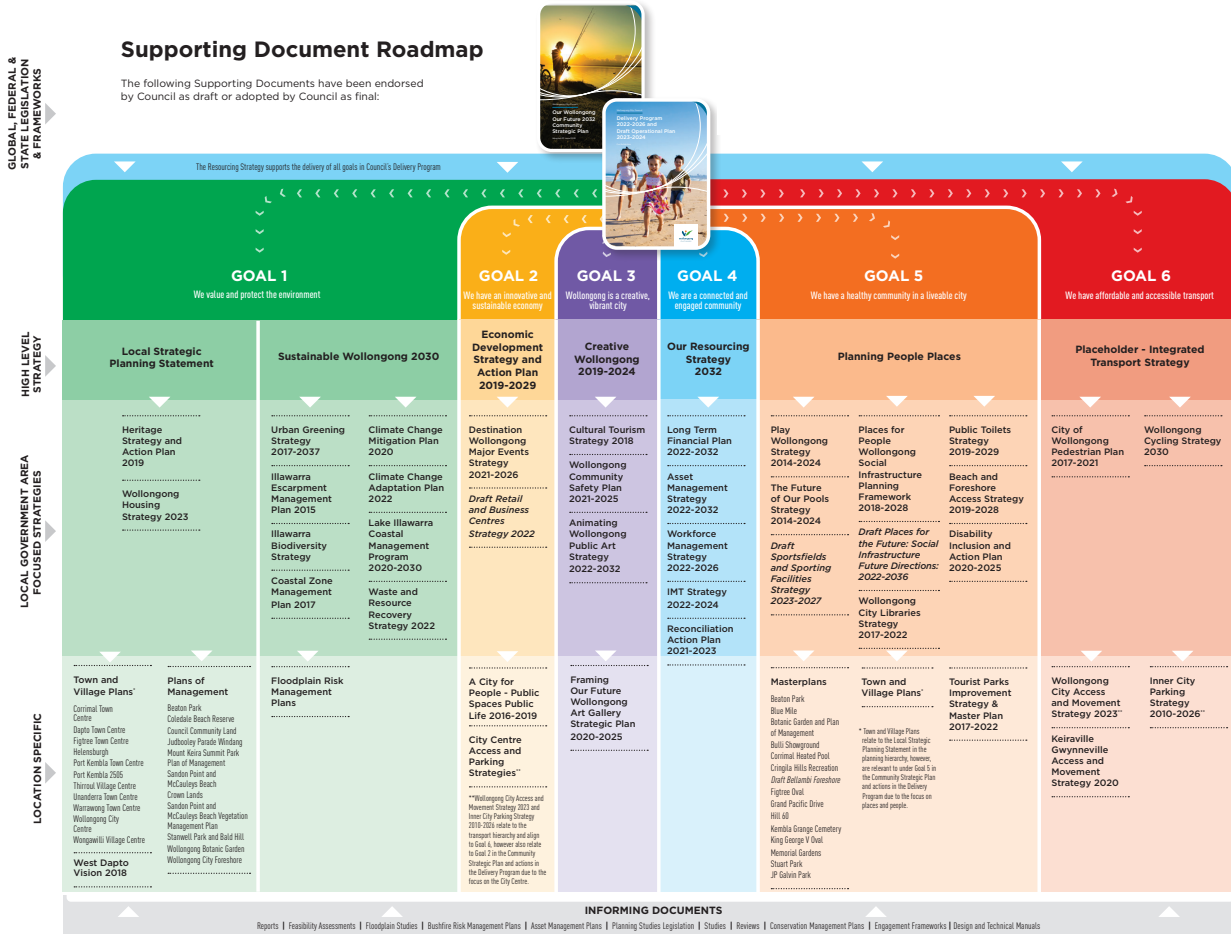 Supporting Document Roadmap
The following Supporting Documents have been endorsed
by Council as draft or adopted by Council as final:
GLOBAL, FEDERAL &
STATE LEGISLATION
& FRAMEWORKS
Our Wollongong
Our Future 2032
Community
Strategic Plan
Delivery Program
2022-2026 and
Draft Operational Plan
2023-2024
The Resourcing Strategy supports the delivery of all goals in Council's Delivery Program
GOAL 1
We value and protect the environment
GOAL 2
We have an innovative and
sustainable economy
GOAL 3
Wollongong is a creative,
vibrant city
GOAL 4
We are a connected and
engaged community
GOAL 5
We have a healthy community in a liveable city
GOAL 6
We have affordable and accessible transport
HIGH LEVEL
STRATEGY
Local Strategic
Planning Statement
Sustainable Wollongong 2030
Economic
Development
Strategy and
Action Plan
2019-2029
Creative
Wollongong
2019-2024
Our Resourcing
Strategy
2032
Planning People Places
Placeholder - Integrated
Transport Strategy
LOCAL GOVERNMENT AREA
FOCUSED STRATEGIES
Heritage
Strategy and
Action Plan
2019
Wollongong
Housing
Strategy 2023
Urban Greening
Strategy
2017-2037
Illawarra
Escarpment
Management
Plan 2015
Illawarra
Biodiversity
Strategy
Coastal Zone
Management
Plan 2017
Climate Change
Mitigation Plan
2020
Climate Change
Adaptation Plan
2022
Lake Illawarra
Coastal
Management
Program
2020-2030
Waste and
Resource
Recovery
Strategy 2022
Destination
Wollongong
Major Events
Strategy
2021-2026
Draft Retail
and Business
Centres
Strategy 2022
Cultural Tourism
Strategy 2018
Wollongong
Community
Safety Plan
2021-2025
Animating
Wollongong
Public Art
Strategy
2022-2032
Long Term
Financial Plan
2022-2032
Asset
Management
Strategy
2022-2032
Workforce
Management
Strategy
2022-2026
IMT Strategy
2022-2024
Reconciliation
Action Plan
2021-2023
Play
Wollongong
Strategy
2014-2024
The Future
of Our Pools
Strategy
2014-2024
Draft
Sportsfields
and Sporting
Facilities
Strategy
2023-2027
Places for
People
Wollongong
Social
Infrastructure
Planning
Framework
2018-2028
Draft Places for
the Future: Social
Infrastructure
Future Directions:
2022-2036
Wollongong
City Libraries
Strategy
2017-2022
Public Toilets
Strategy
2019-2029
Beach and
Foreshore
Access Strategy
2019-2028
Disability
Inclusion and
Action Plan
2020-2025
City of
Wollongong
Pedestrian Plan
2017-2021
Wollongong
Cycling Strategy
2030
LOCATION SPECIFIC
Town and
Village Plans*
Corrimal Town
Centre
Dapto Town Centre
Figtree Town Centre
Helensburgh
Port Kembla Town Centre
Port Kembla 2505
Thirroul Village Centre
Unanderra Town Centre
Warrawong Town Centre
Wollongong City
Centre
Wongawilli Village Centre
West Dapto
Vision 2018
Plans of
Management
Beaton Park
Coledale Beach Reserve
Council Community Land
Judbooley Parade Windang
Mount Keira Summit Park
Plan of Management
Sandon Point and
McCauleys Beach
Crown Lands
Sandon Point and
McCauleys Beach Vegetation
Management Plan
Stanwell Park and Bald Hill
Wollongong Botanic Garden
Wollongong City Foreshore
Floodplain Risk
Management
Plans
A City for
People - Public
Spaces Public
Life 2016-2019
City Centre
Access and
Parking
Strategies**
**Wollongong City Access and
Movement Strategy 2023 and
Inner City Parking Strategy
2010-2026 relate to the
transport hierarchy and align
to Goal 6, however also relate
to Goal 2 in the Community
Strategic Plan and actions in
the Delivery Program due to the
focus on the City Centre.
Framing
Our Future
Wollongong
Art Gallery
Strategic Plan
2020-2025
Masterplans
Beaton Park
Blue Mile
Botanic Garden and Plan
of Management
Bulli Showground
Corrimal Heated Pool
Cringila Hills Recreation
Draft Bellambi Foreshore
Figtree Oval
Grand Pacific Drive
Hill 60
Kembla Grange Cemetery
King George V Oval
Memorial Gardens
Stuart Park
JP Galvin Park
Town and
Village Plans*
* Town and Village Plans
relate to the Local Strategic
Planning Statement in the
planning hierarchy, however,
are relevant to under Goal 5 in
the Community Strategic Plan
and actions in the Delivery
Program due to the focus on
places and people.
Tourist Parks
Improvement
Strategy &
Master Plan
2017-2022
Wollongong
City Access
and Movement
Strategy 2023**
Keiraville
Gwynneville
Access and
Movement
Strategy 2020
Inner City
Parking
Strategy
2010-2026**
INFORMING DOCUMENTS
Reports | Feasibility Assessments | Floodplain Studies | Bushfire Risk Management Plans | Asset Management Plans | Planning Studies Legislation | Studies | Reviews | Conservation Management Plans | Engagement Frameworks | Design and Technical Manuals